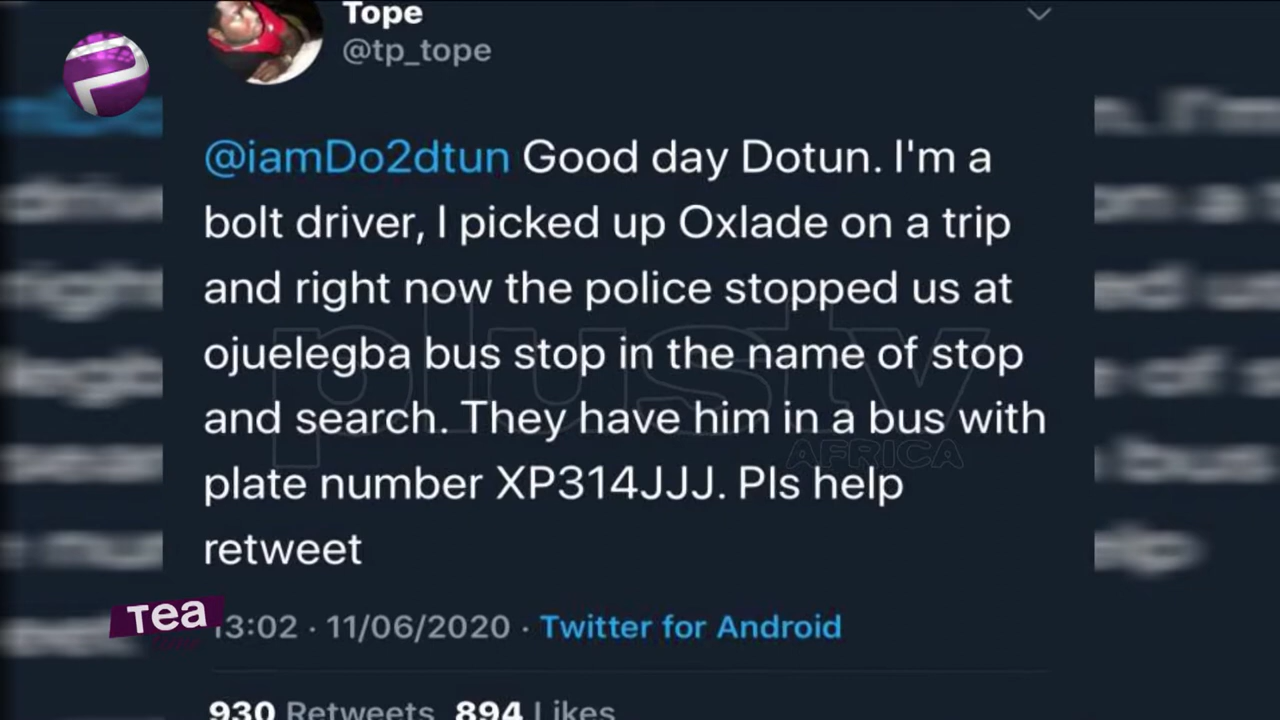 Tope
@tp_tope
@iamDo2dtun Good day Dotun. I'm a
bolt driver, I picked up Oxlade on a trip
and right now the police stopped us at
ojuelegba bus stop in the name of stop
and search. They have him in a bus with
plate number XP314JJJ. Pls help
retweet
plustv
AFRICA
Tea
13:02 · 11/06/2020 · Twitter for Android
930 Retweets 894 Likes